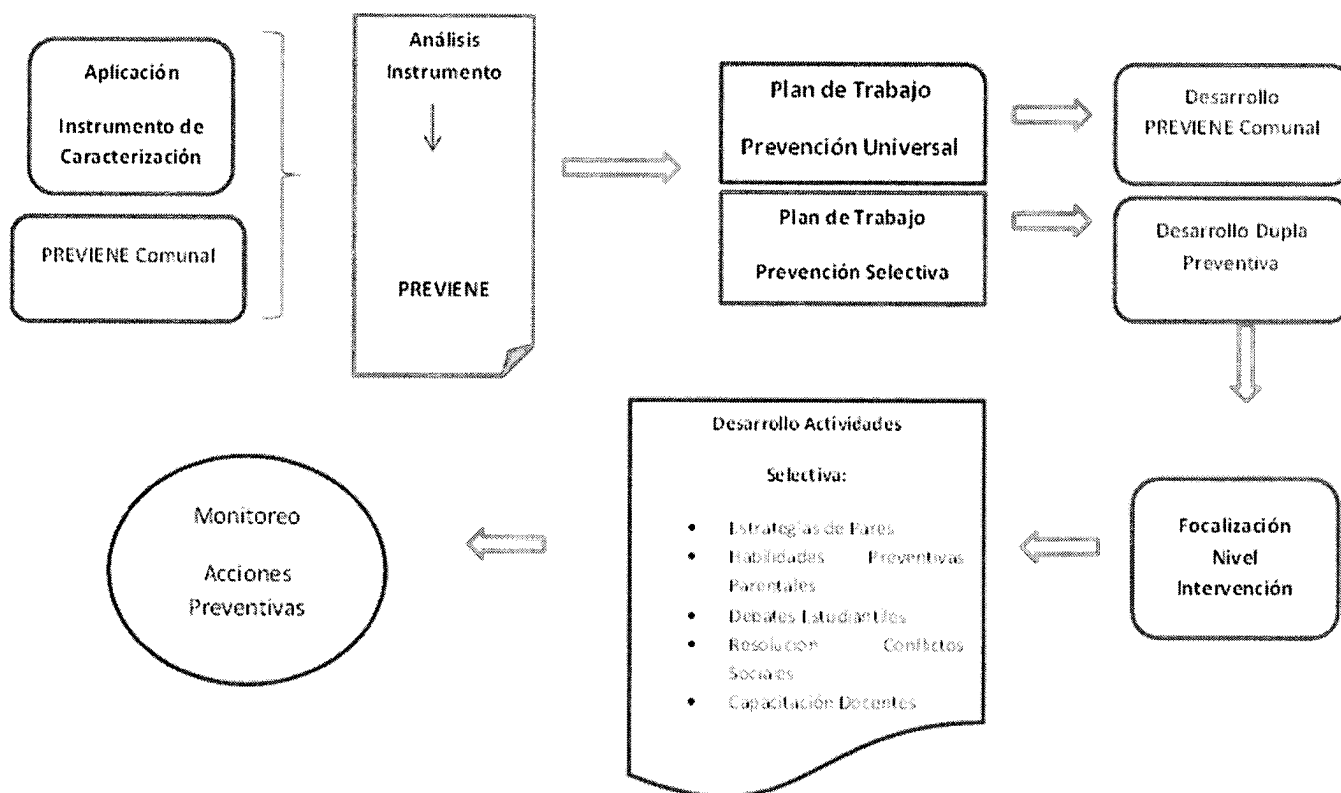 Aplicación
Instrumento de
Caracterización
PREVIENE Comunal
Análisis
Instrumento
PREVIENE
Plan de Trabajo
Prevención Universal
Plan de Trabajo
Prevención Selectiva
Desarrollo
PREVIENE Comunal
Desarrollo Dupla
Preventiva
Focalización
Nivel
Intervención
Desarrollo Actividades
Selectiva:
• Estrategias de Pares
• Habilidades Preventivas
Parentales
• Debates Estudiantiles
• Resolución Conflictos
Sociales
• Capacitación Docentes
Monitoreo
Acciones
Preventivas